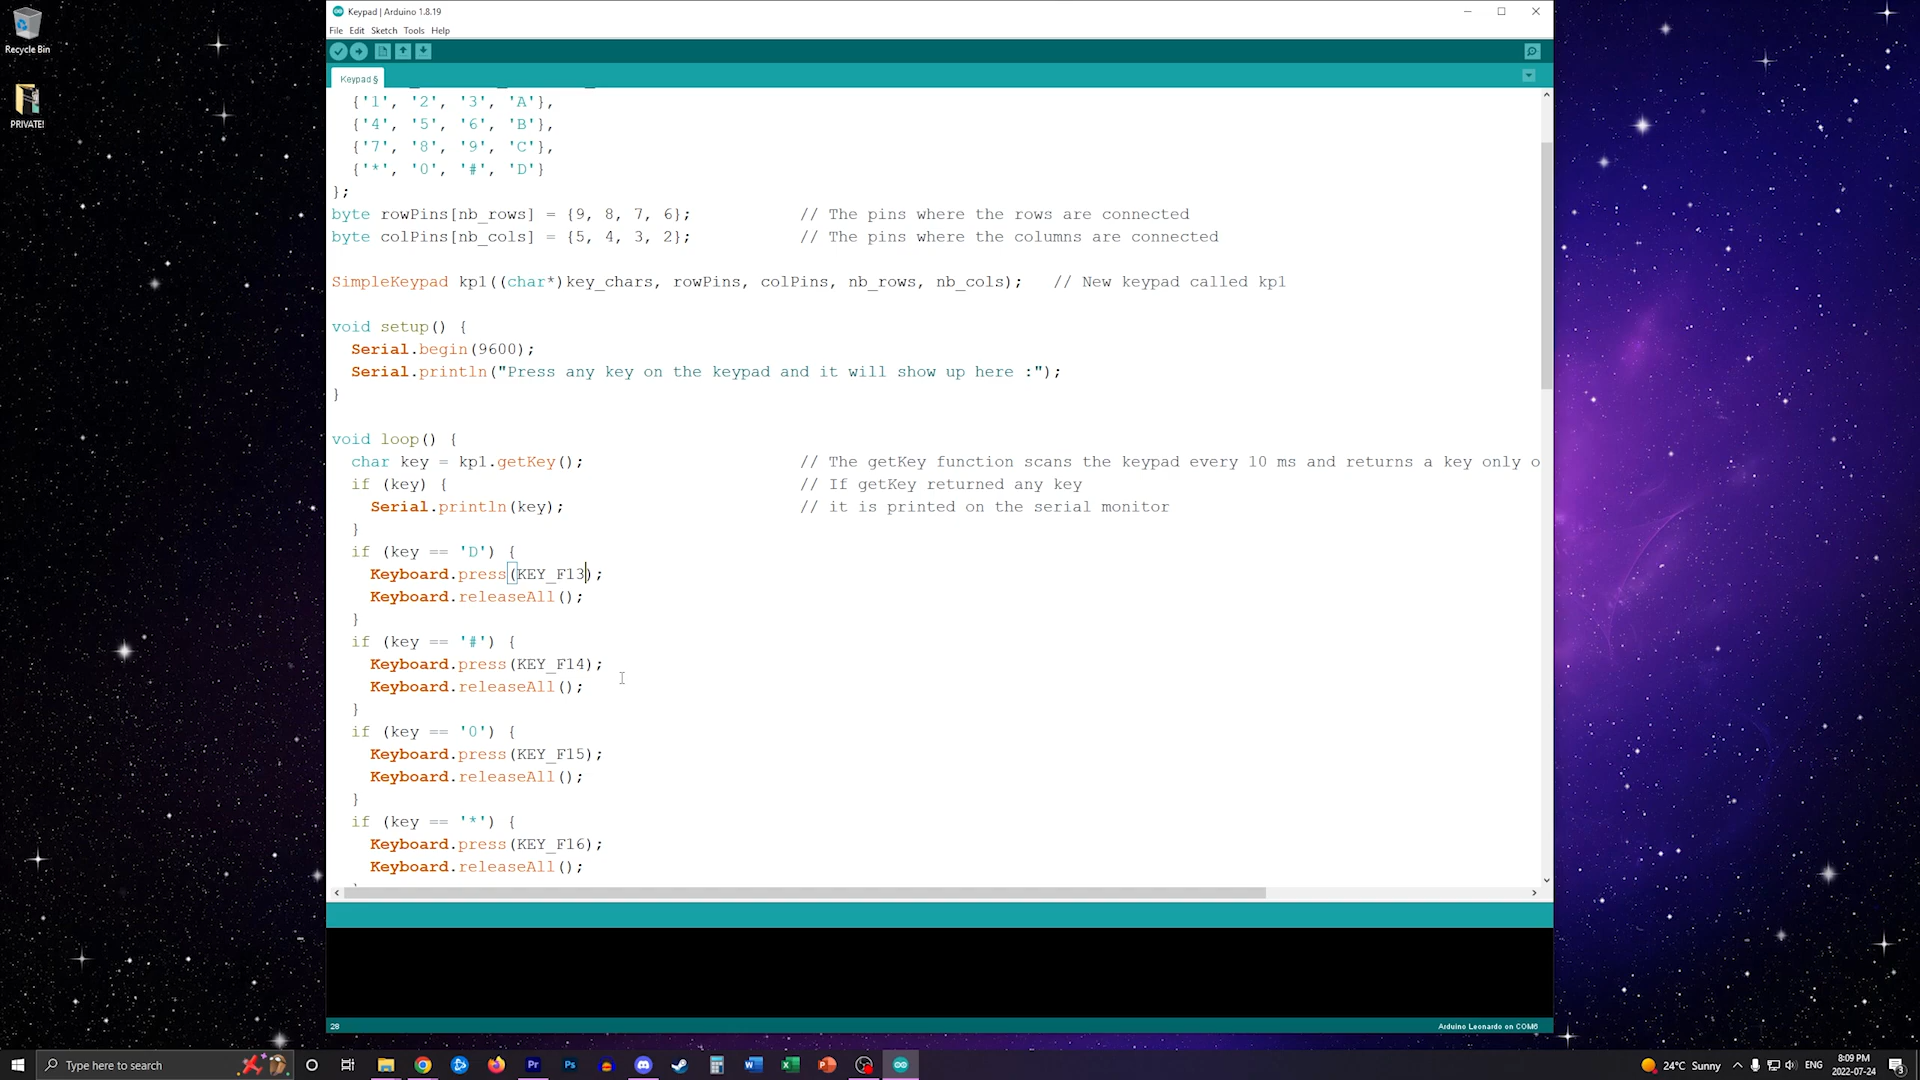 Recycle Bin
PRIVATE!
Keypad | Arduino 1.8.19
File Edit Sketch Tools Help
Keypad §
{'1', '2', '3', 'A'},
{'4', '5', '6', 'B'},
{'7', '8', '9', 'C'},
{'*', '0', '#', 'D'}
};
byte rowPins[nb_rows] = {9, 8, 7, 6}; // The pins where the rows are connected
byte colPins[nb_cols] = {5, 4, 3, 2}; // The pins where the columns are connected
SimpleKeypad kp1((char*)key_chars, rowPins, colPins, nb_rows, nb_cols); // New keypad called kp1
void setup() {
Serial.begin(9600);
Serial.println("Press any key on the keypad and it will show up here :");
}
void loop() {
char key = kp1.getKey(); // The getKey function scans the keypad every 10 ms and returns a key only o
if (key) { // If getKey returned any key
Serial.println(key); // it is printed on the serial monitor
}
if (key == 'D') {
Keyboard.press(KEY_F13);
Keyboard.releaseAll();
}
if (key == '#') {
Keyboard.press(KEY_F14);
Keyboard.releaseAll();
}
if (key == '0') {
Keyboard.press(KEY_F15);
Keyboard.releaseAll();
}
if (key == '*') {
Keyboard.press(KEY_F16);
Keyboard.releaseAll();
28
Arduino Leonardo on COM6
Type here to search
24°C Sunny
ENG
8:09 PM
2022-07-24